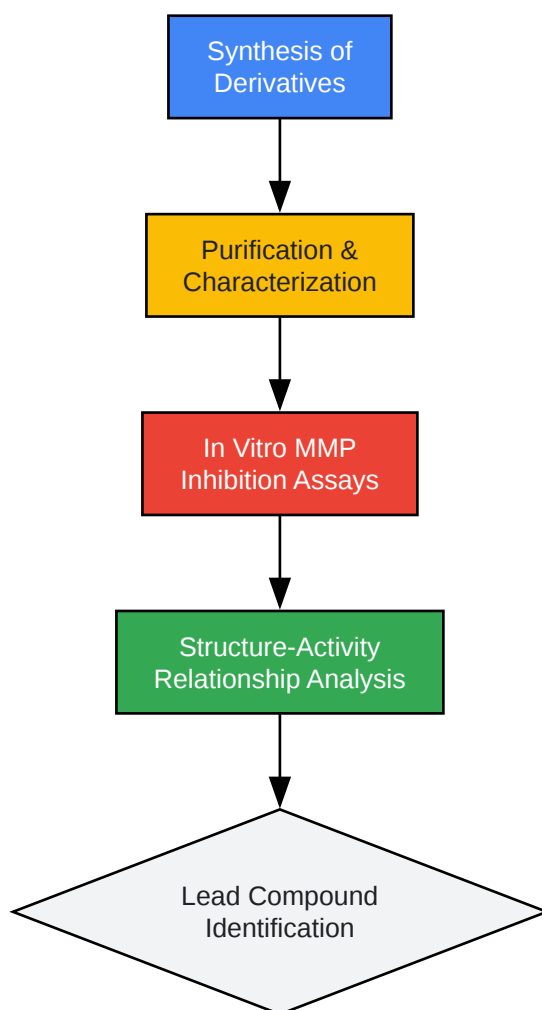 Synthesis of
Derivatives
Purification &
Characterization
In Vitro MMP
Inhibition Assays
Structure-Activity
Relationship Analysis
Lead Compound
Identification